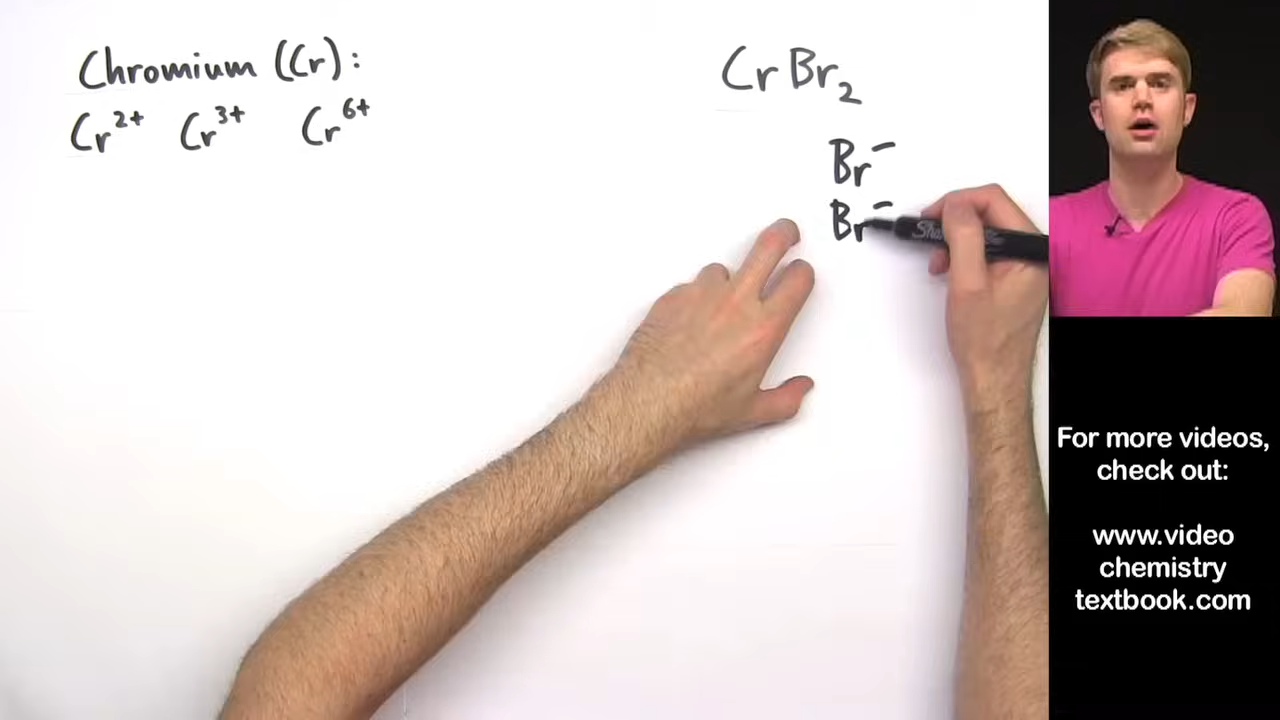 Chromium (Cr):
Cr2+ Cr3+ Cr6+
CrBr2
Br−
Br−
For more videos,
check out:
www.video
chemistry
textbook.com